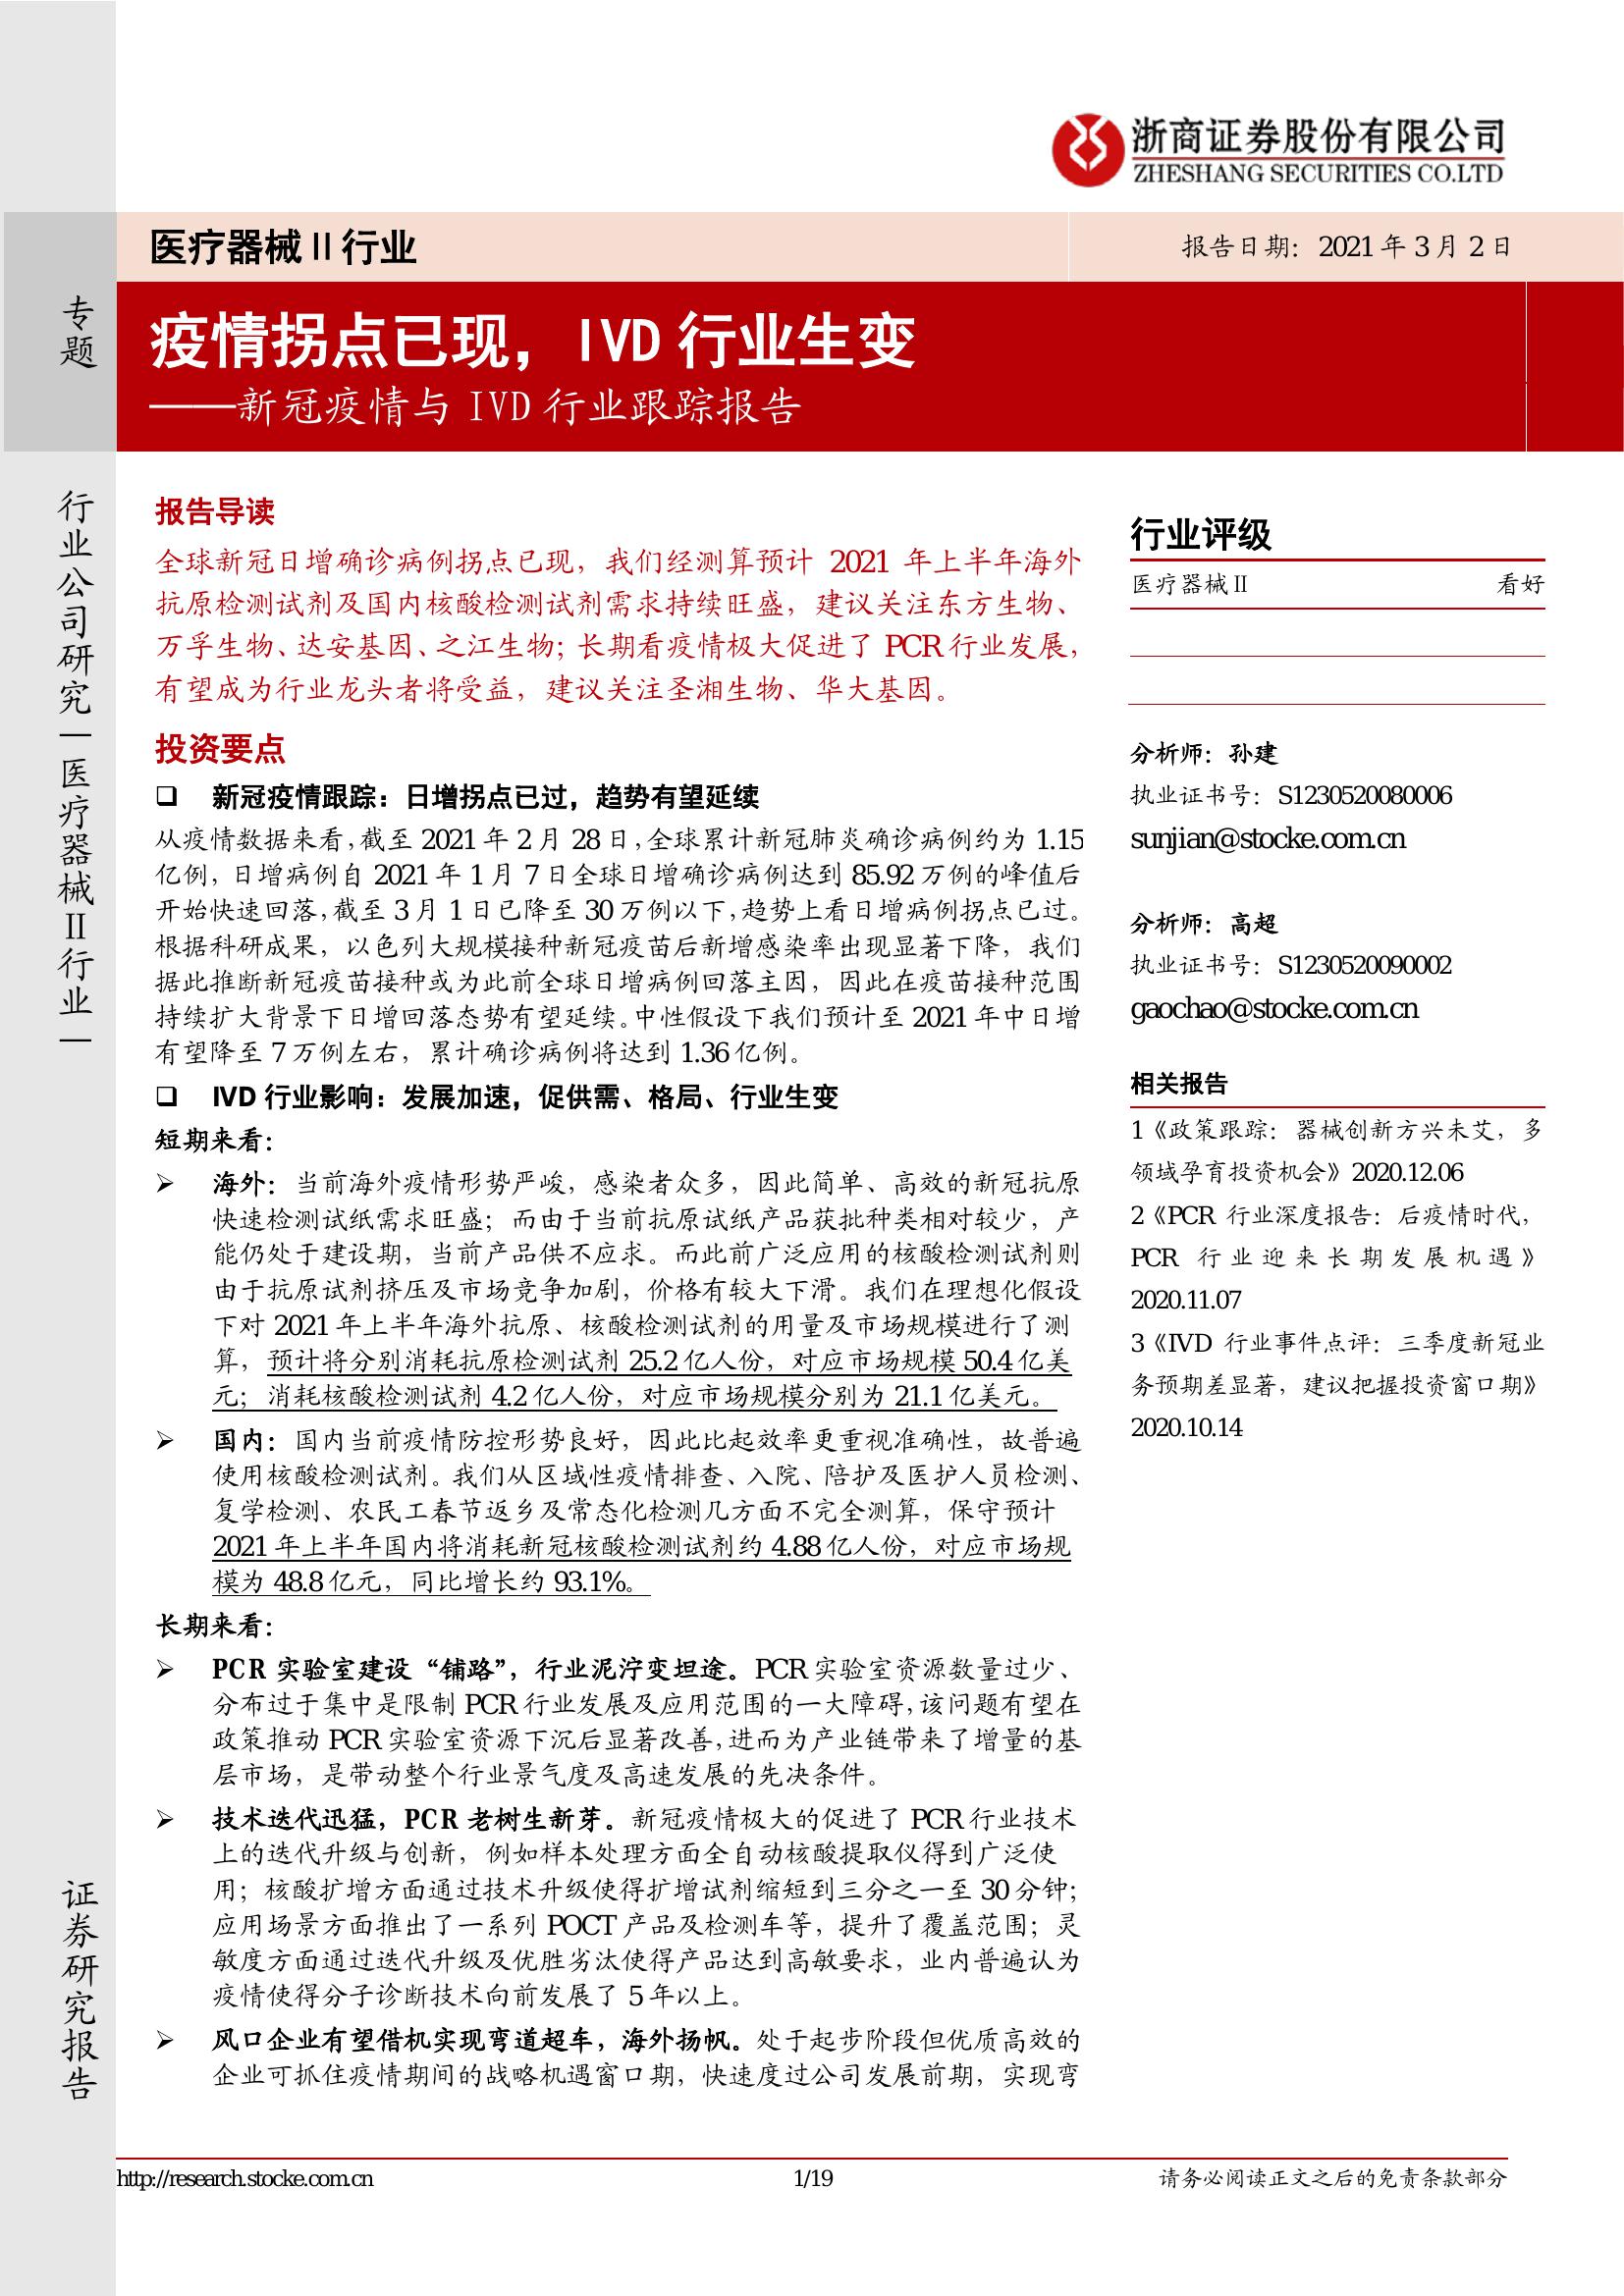 浙商证券股份有限公司
ZHESHANG SECURITIES CO.LTD
医疗器械Ⅱ行业
报告日期：2021 年 3 月 2 日
专题
疫情拐点已现，IVD 行业生变
——新冠疫情与 IVD 行业跟踪报告
行业公司研究｜医疗器械Ⅱ行业｜
证券研究报告
报告导读
全球新冠日增确诊病例拐点已现，我们经测算预计 2021 年上半年海外
抗原检测试剂及国内核酸检测试剂需求持续旺盛，建议关注东方生物、
万孚生物、达安基因、之江生物；长期看疫情极大促进了 PCR 行业发展，
有望成为行业龙头者将受益，建议关注圣湘生物、华大基因。
投资要点
❑ 新冠疫情跟踪：日增拐点已过，趋势有望延续
从疫情数据来看，截至 2021 年 2 月 28 日，全球累计新冠肺炎确诊病例约为 1.15
亿例，日增病例自 2021 年 1 月 7 日全球日增确诊病例达到 85.92 万例的峰值后
开始快速回落，截至 3 月 1 日已降至 30 万例以下，趋势上看日增病例拐点已过。
根据科研成果，以色列大规模接种新冠疫苗后新增感染率出现显著下降，我们
据此推断新冠疫苗接种或为此前全球日增病例回落主因，因此在疫苗接种范围
持续扩大背景下日增回落态势有望延续。中性假设下我们预计至 2021 年中日增
有望降至 7 万例左右，累计确诊病例将达到 1.36 亿例。
❑ IVD 行业影响：发展加速，促供需、格局、行业生变
短期来看：
➢ 海外：当前海外疫情形势严峻，感染者众多，因此简单、高效的新冠抗原
快速检测试纸需求旺盛；而由于当前抗原试纸产品获批种类相对较少，产
能仍处于建设期，当前产品供不应求。而此前广泛应用的核酸检测试剂则
由于抗原试剂挤压及市场竞争加剧，价格有较大下滑。我们在理想化假设
下对 2021 年上半年海外抗原、核酸检测试剂的用量及市场规模进行了测
算，预计将分别消耗抗原检测试剂 25.2 亿人份，对应市场规模 50.4 亿美
元；消耗核酸检测试剂 4.2 亿人份，对应市场规模分别为 21.1 亿美元。
➢ 国内：国内当前疫情防控形势良好，因此比起效率更重视准确性，故普遍
使用核酸检测试剂。我们从区域性疫情排查、入院、陪护及医护人员检测、
复学检测、农民工春节返乡及常态化检测几方面不完全测算，保守预计
2021 年上半年国内将消耗新冠核酸检测试剂约 4.88 亿人份，对应市场规
模为 48.8 亿元，同比增长约 93.1%。
长期来看：
➢ PCR 实验室建设“铺路”，行业泥泞变坦途。PCR 实验室资源数量过少、
分布过于集中是限制 PCR 行业发展及应用范围的一大障碍，该问题有望在
政策推动 PCR 实验室资源下沉后显著改善，进而为产业链带来了增量的基
层市场，是带动整个行业景气度及高速发展的先决条件。
➢ 技术迭代迅猛，PCR 老树生新芽。新冠疫情极大的促进了 PCR 行业技术
上的迭代升级与创新，例如样本处理方面全自动核酸提取仪得到广泛使
用；核酸扩增方面通过技术升级使得扩增试剂缩短到三分之一至 30 分钟；
应用场景方面推出了一系列 POCT 产品及检测车等，提升了覆盖范围；灵
敏度方面通过迭代升级及优胜劣汰使得产品达到高敏要求，业内普遍认为
疫情使得分子诊断技术向前发展了 5 年以上。
➢ 风口企业有望借机实现弯道超车，海外扬帆。处于起步阶段但优质高效的
企业可抓住疫情期间的战略机遇窗口期，快速度过公司发展前期，实现弯
行业评级
医疗器械Ⅱ 看好
分析师：孙建
执业证书号：S1230520080006
sunjian@stocke.com.cn
分析师：高超
执业证书号：S1230520090002
gaochao@stocke.com.cn
相关报告
1《政策跟踪：器械创新方兴未艾，多
领域孕育投资机会》2020.12.06
2《PCR 行业深度报告：后疫情时代，
PCR 行业迎来长期发展机遇》
2020.11.07
3《IVD 行业事件点评：三季度新冠业
务预期差显著，建议把握投资窗口期》
2020.10.14
http://research.stocke.com.cn
1/19
请务必阅读正文之后的免责条款部分